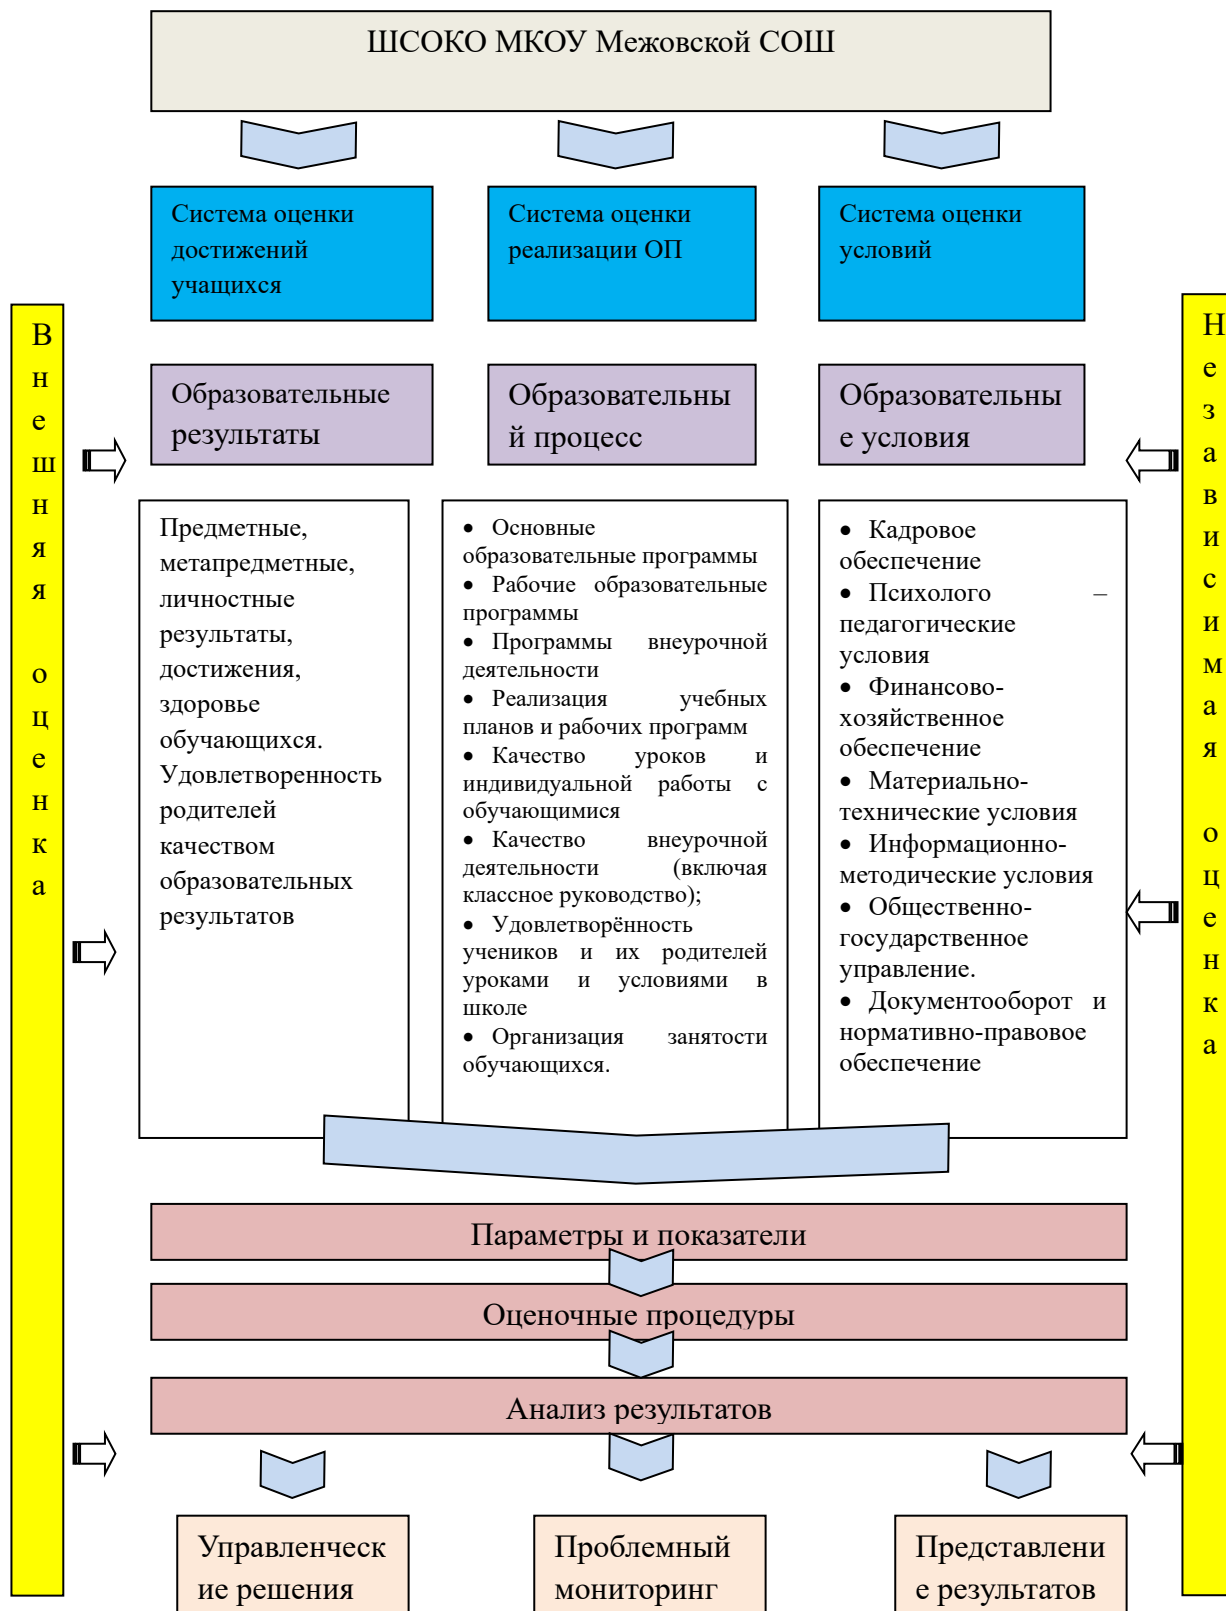 ШСОКО МКОУ Межовской СОШ
Система оценки
достижений
учащихся
Система оценки
реализации ОП
Система оценки
условий
Внешняя оценка
Независимая оценка
Образовательные
результаты
Образовательны
й процесс
Образовательны
е условия
Предметные,
метапредметные,
личностные
результаты,
достижения,
здоровье
обучающихся.
Удовлетворенность
родителей
качеством
образовательных
результатов
• Основные
образовательные программы
• Рабочие образовательные
программы
• Программы внеурочной
деятельности
• Реализация учебных
планов и рабочих программ
• Качество уроков и
индивидуальной работы с
обучающимися
• Качество внеурочной
деятельности (включая
классное руководство);
• Удовлетворённость
учеников и их родителей
уроками и условиями в
школе
• Организация занятости
обучающихся.
• Кадровое
обеспечение
• Психолого –
педагогические
условия
• Финансово-
хозяйственное
обеспечение
• Материально-
технические условия
• Информационно-
методические условия
• Общественно-
государственное
управление.
• Документооборот и
нормативно-правовое
обеспечение
Параметры и показатели
Оценочные процедуры
Анализ результатов
Управленческ
ие решения
Проблемный
мониторинг
Представлени
е результатов